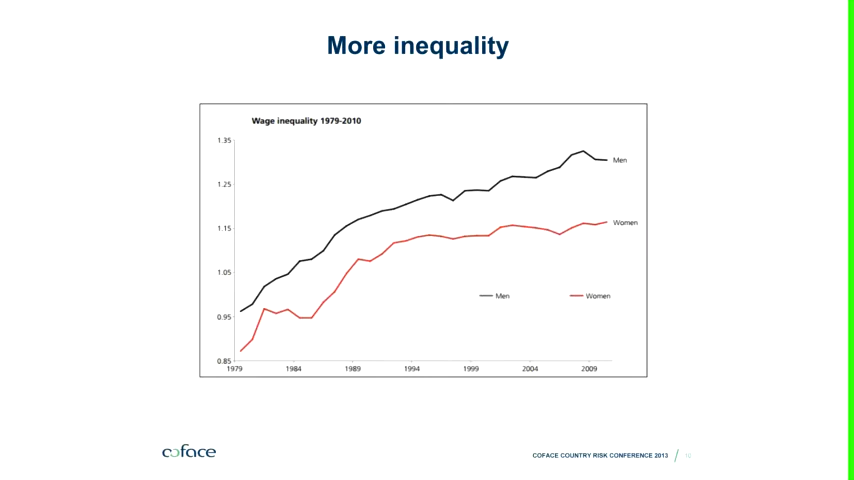 More inequality
Wage inequality 1979-2010
1.35
Men
1.25
Women
1.15
1.05
Men
Women
0.95
0.85
1979
1984
1989
1994
1999
2004
2009
coface
COFACE COUNTRY RISK CONFERENCE 2013 /